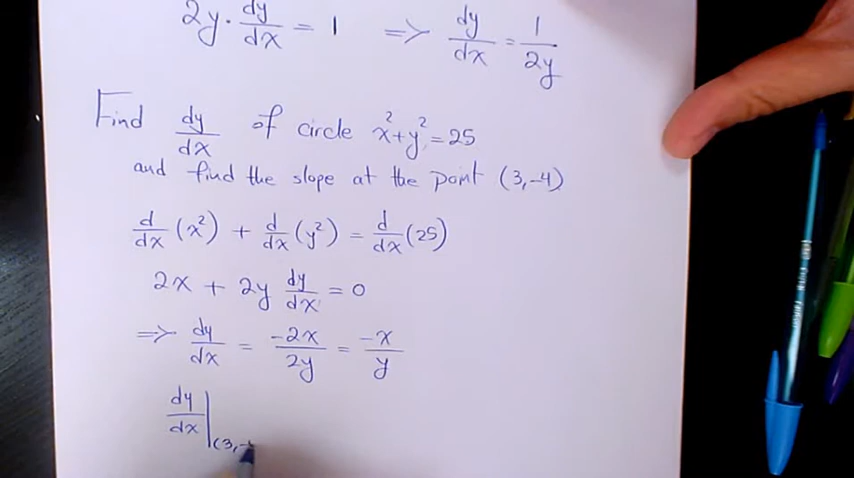 2y · dy/dx = 1 ⟹ dy/dx = 1/2y
Find dy/dx of circle x²+y²=25
and find the slope at the point (3,-4)
d/dx (x²) + d/dx (y²) = d/dx (25)
2x + 2y dy/dx = 0
⟹ dy/dx = -2x/2y = -x/y
dy/dx |(3,-